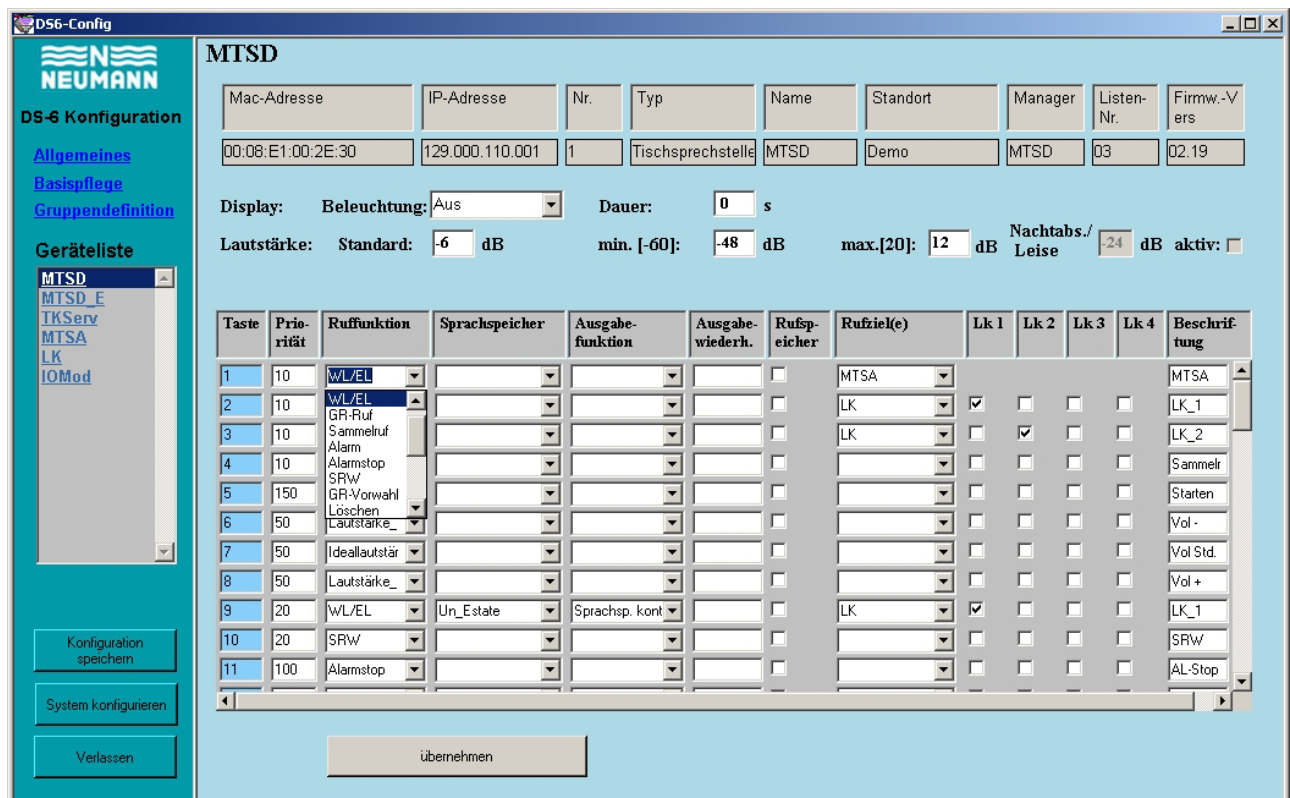 DS6-Config
NEUMANN
DS-6 Konfiguration
Allgemeines
Basispflege
Gruppendefinition
Geräteliste
MTSD
MTSD_E
TKServ
MTSA
LK
IOMod
Konfiguration
speichern
System konfigurieren
Verlassen
MTSD
Mac-Adresse IP-Adresse Nr. Typ Name Standort Manager Listen-Nr. Firmw.-Vers
00:08:E1:00:2E:30 129.000.110.001 1 Tischsprechstelle MTSD Demo MTSD 03 02.19
Display: Beleuchtung: Aus Dauer: 0 s
Lautstärke: Standard: -6 dB min. [-60]: -48 dB max.[20]: 12 dB Nachtabs./Leise -24 dB aktiv:
Taste Prio-rität Ruffunktion Sprachspeicher Ausgabe-funktion Ausgabe-wiederh. Rufsp-eicher Rufziel(e) Lk 1 Lk 2 Lk 3 Lk 4 Beschrif-tung
1 10 WL/EL MTSA MTSA
2 10 LK LK_1
3 10 LK LK_2
4 10 Sammelr
5 150 Starten
WL/EL
GR-Ruf
Sammelruf
Alarm
Alarmstop
SRW
GR-Vorwahl
Löschen
6 50 Lautstärke_ Vol -
7 50 Ideallautstär Vol Std.
8 50 Lautstärke_ Vol +
9 20 WL/EL Un_Estate Sprachsp. kont LK LK_1
10 20 SRW SRW
11 100 Alarmstop AL-Stop
übernehmen